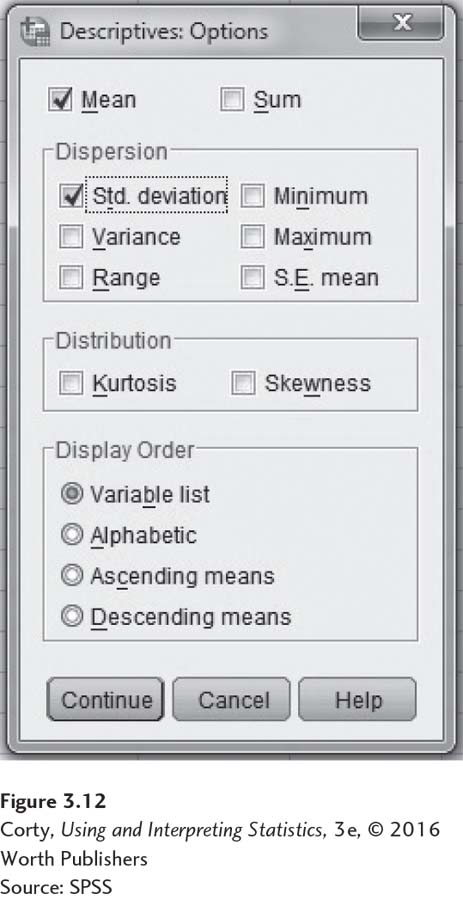 Descriptives: Options
Mean Sum
Dispersion
Std. deviation Minimum
Variance Maximum
Range S.E. mean
Distribution
Kurtosis Skewness
Display Order
Variable list
Alphabetic
Ascending means
Descending means
Continue Cancel Help
Figure 3.12
Corty, Using and Interpreting Statistics, 3e, © 2016
Worth Publishers
Source: SPSS